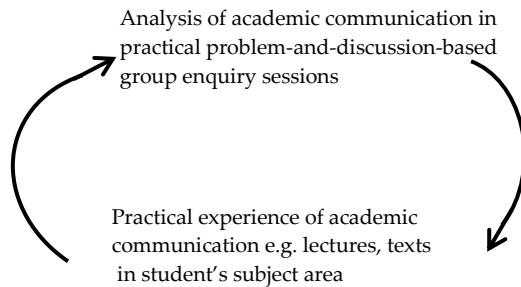 Analysis of academic communication in
practical problem-and-discussion-based
group enquiry sessions
Practical experience of academic
communication e.g. lectures, texts
in student’s subject area